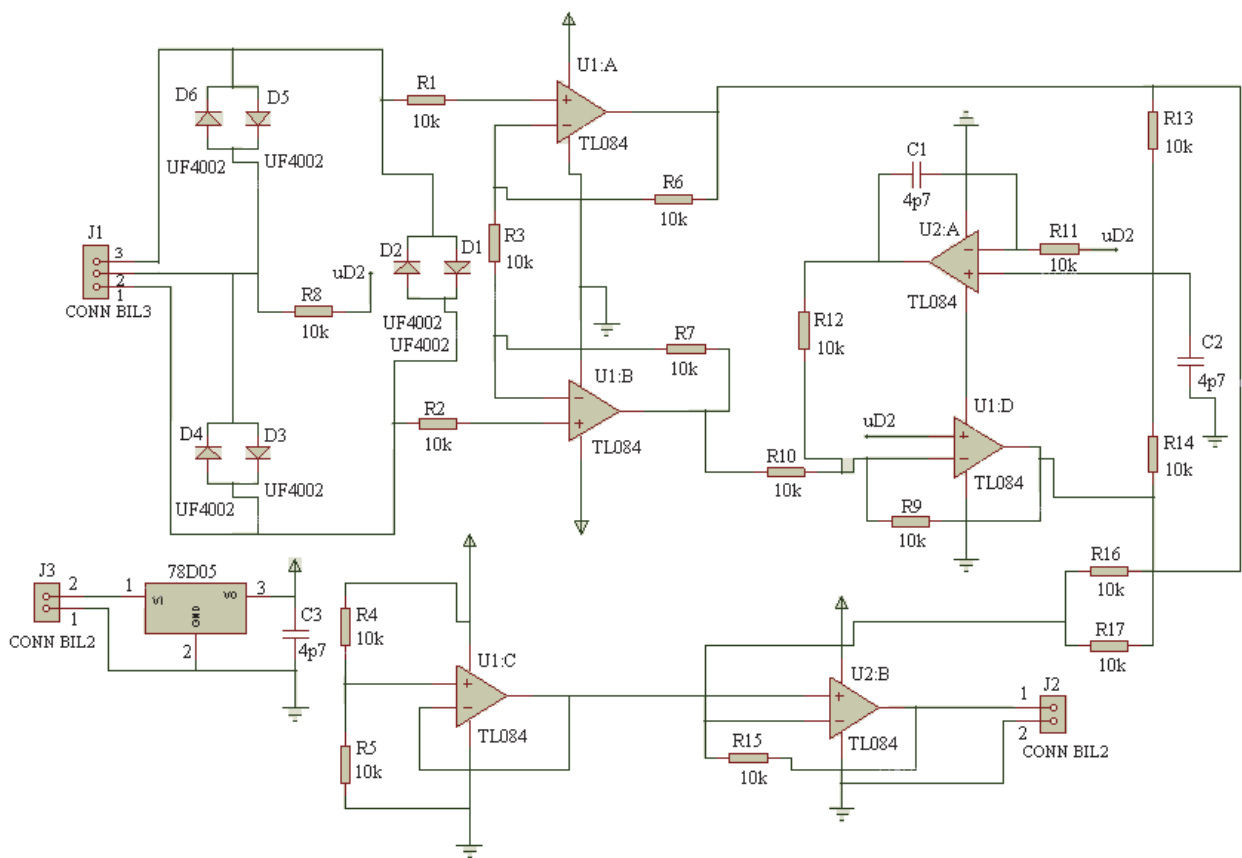 U1:A
R1
10k
TL084
D6
D5
UF4002
UF4002
R13
10k
C1
4p7
R6
10k
J1
3
2
1
CONN BIL3
R3
10k
D2
D1
uD2
R8
10k
UF4002
UF4002
U2:A
R11
uD2
10k
TL084
R12
10k
R7
10k
C2
4p7
U1:B
R2
10k
TL084
D4
D3
UF4002
UF4002
uD2
U1:D
R14
10k
R10
10k
TL084
R9
10k
J3
2
1
CONN BIL2
78D05
1
VI
VO
3
GND
2
C3
4p7
R4
10k
R16
10k
R17
10k
U1:C
TL084
R5
10k
U2:B
TL084
R15
10k
J2
1
2
CONN BIL2